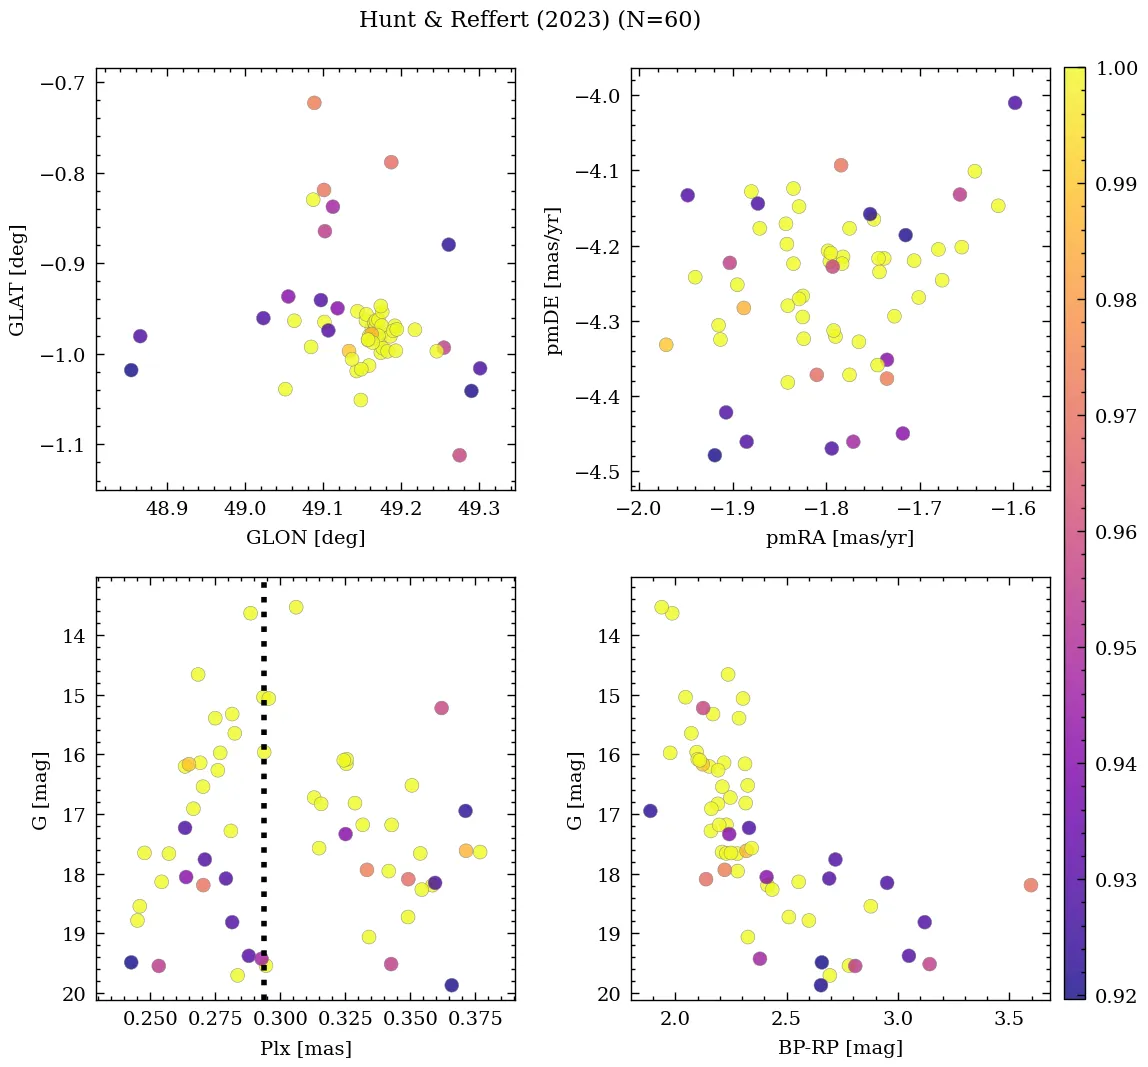 Hunt & Reffert (2023) (N=60)
−0.7
−0.8
−0.9
−1.0
−1.1
GLAT [deg]
48.9 49.0 49.1 49.2 49.3
GLON [deg]
−4.0
−4.1
−4.2
−4.3
−4.4
−4.5
pmDE [mas/yr]
−2.0 −1.9 −1.8 −1.7 −1.6
pmRA [mas/yr]
14
15
16
17
18
19
20
G [mag]
0.250 0.275 0.300 0.325 0.350 0.375
Plx [mas]
14
15
16
17
18
19
20
G [mag]
2.0 2.5 3.0 3.5
BP-RP [mag]
1.00
0.99
0.98
0.97
0.96
0.95
0.94
0.93
0.92